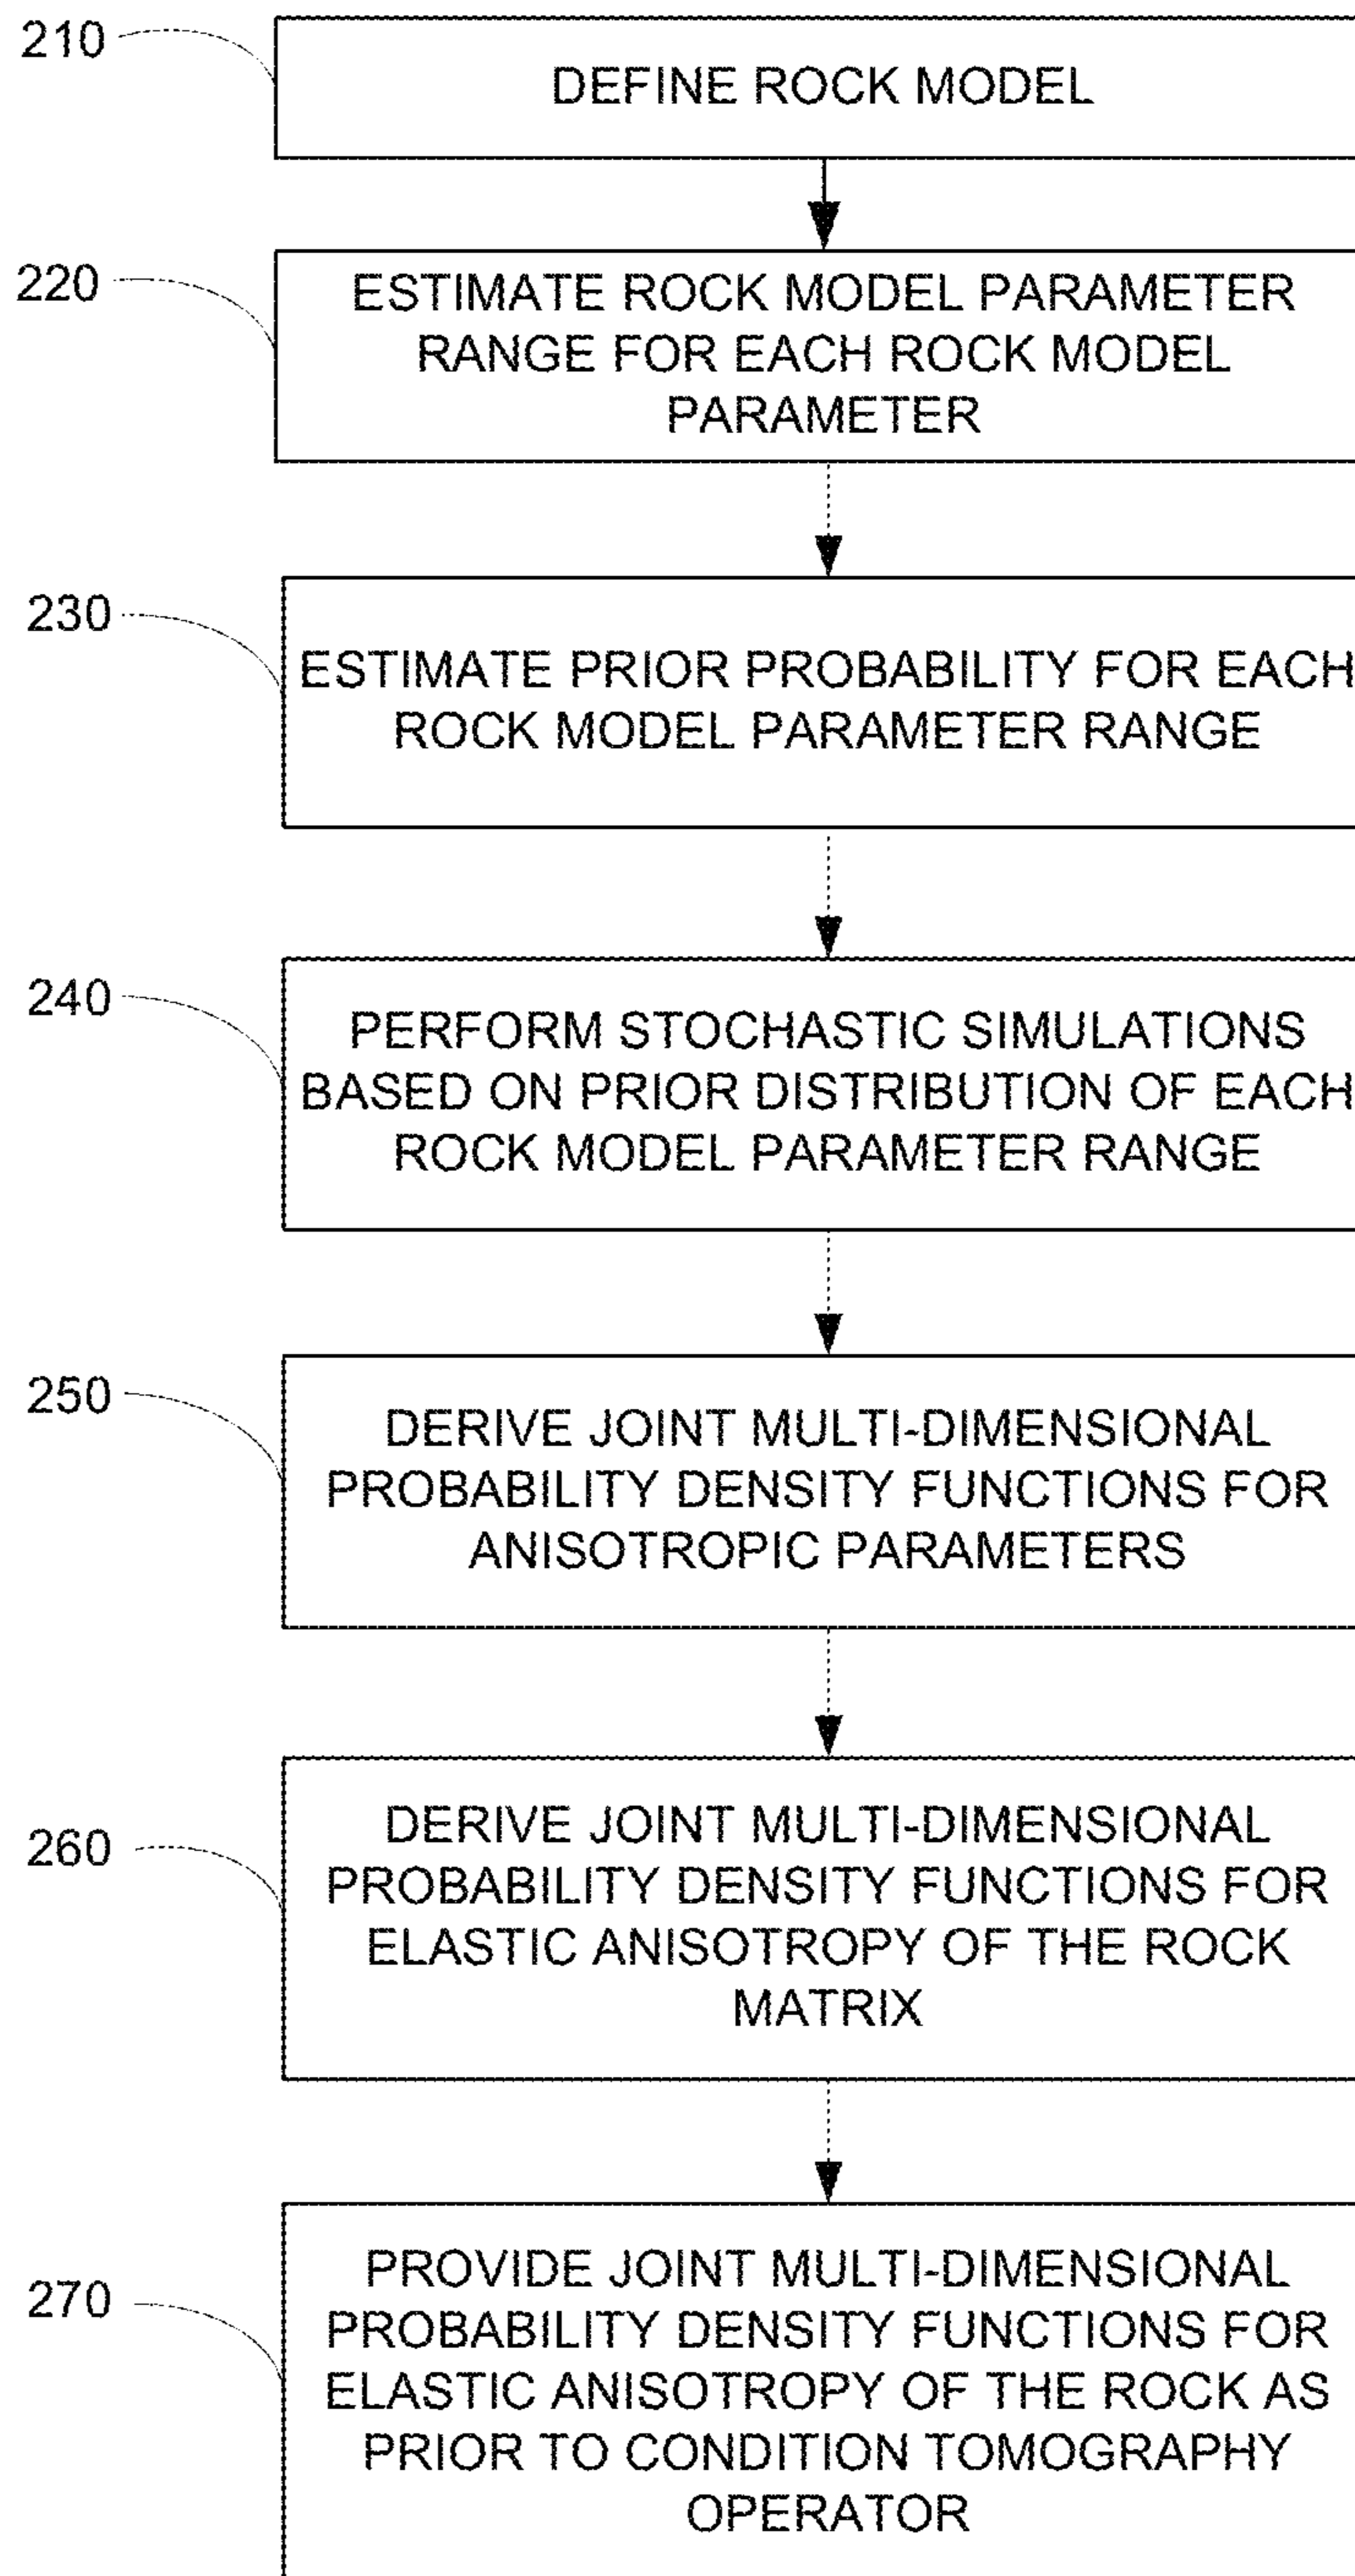 210
DEFINE ROCK MODEL
220
ESTIMATE ROCK MODEL PARAMETER
RANGE FOR EACH ROCK MODEL
PARAMETER
230
ESTIMATE PRIOR PROBABILITY FOR EACH
ROCK MODEL PARAMETER RANGE
240
PERFORM STOCHASTIC SIMULATIONS
BASED ON PRIOR DISTRIBUTION OF EACH
ROCK MODEL PARAMETER RANGE
250
DERIVE JOINT MULTI-DIMENSIONAL
PROBABILITY DENSITY FUNCTIONS FOR
ANISOTROPIC PARAMETERS
260
DERIVE JOINT MULTI-DIMENSIONAL
PROBABILITY DENSITY FUNCTIONS FOR
ELASTIC ANISOTROPY OF THE ROCK
MATRIX
270
PROVIDE JOINT MULTI-DIMENSIONAL
PROBABILITY DENSITY FUNCTIONS FOR
ELASTIC ANISOTROPY OF THE ROCK AS
PRIOR TO CONDITION TOMOGRAPHY
OPERATOR